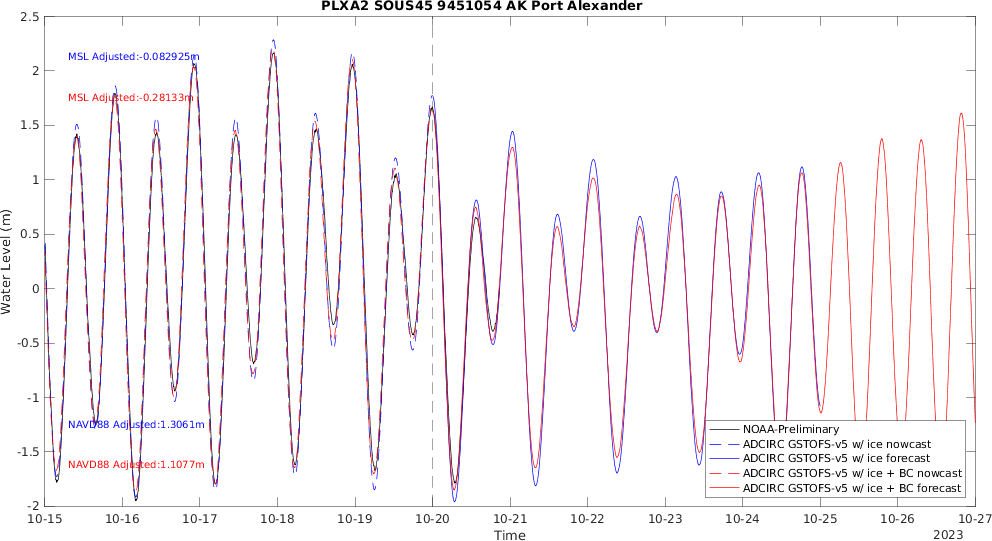 PLXA2 SOUS45 9451054 AK Port Alexander
2.5
2
1.5
1
0.5
0
-0.5
-1
-1.5
-2
Water Level (m)
MSL Adjusted:-0.082925m
MSL Adjusted:-0.28133m
NAVD88 Adjusted:1.3061m
NAVD88 Adjusted:1.1077m
NOAA-Preliminary
ADCIRC GSTOFS-v5 w/ ice nowcast
ADCIRC GSTOFS-v5 w/ ice forecast
ADCIRC GSTOFS-v5 w/ ice + BC nowcast
ADCIRC GSTOFS-v5 w/ ice + BC forecast
10-15 10-16 10-17 10-18 10-19 10-20 10-21 10-22 10-23 10-24 10-25 10-26 10-27
Time
2023